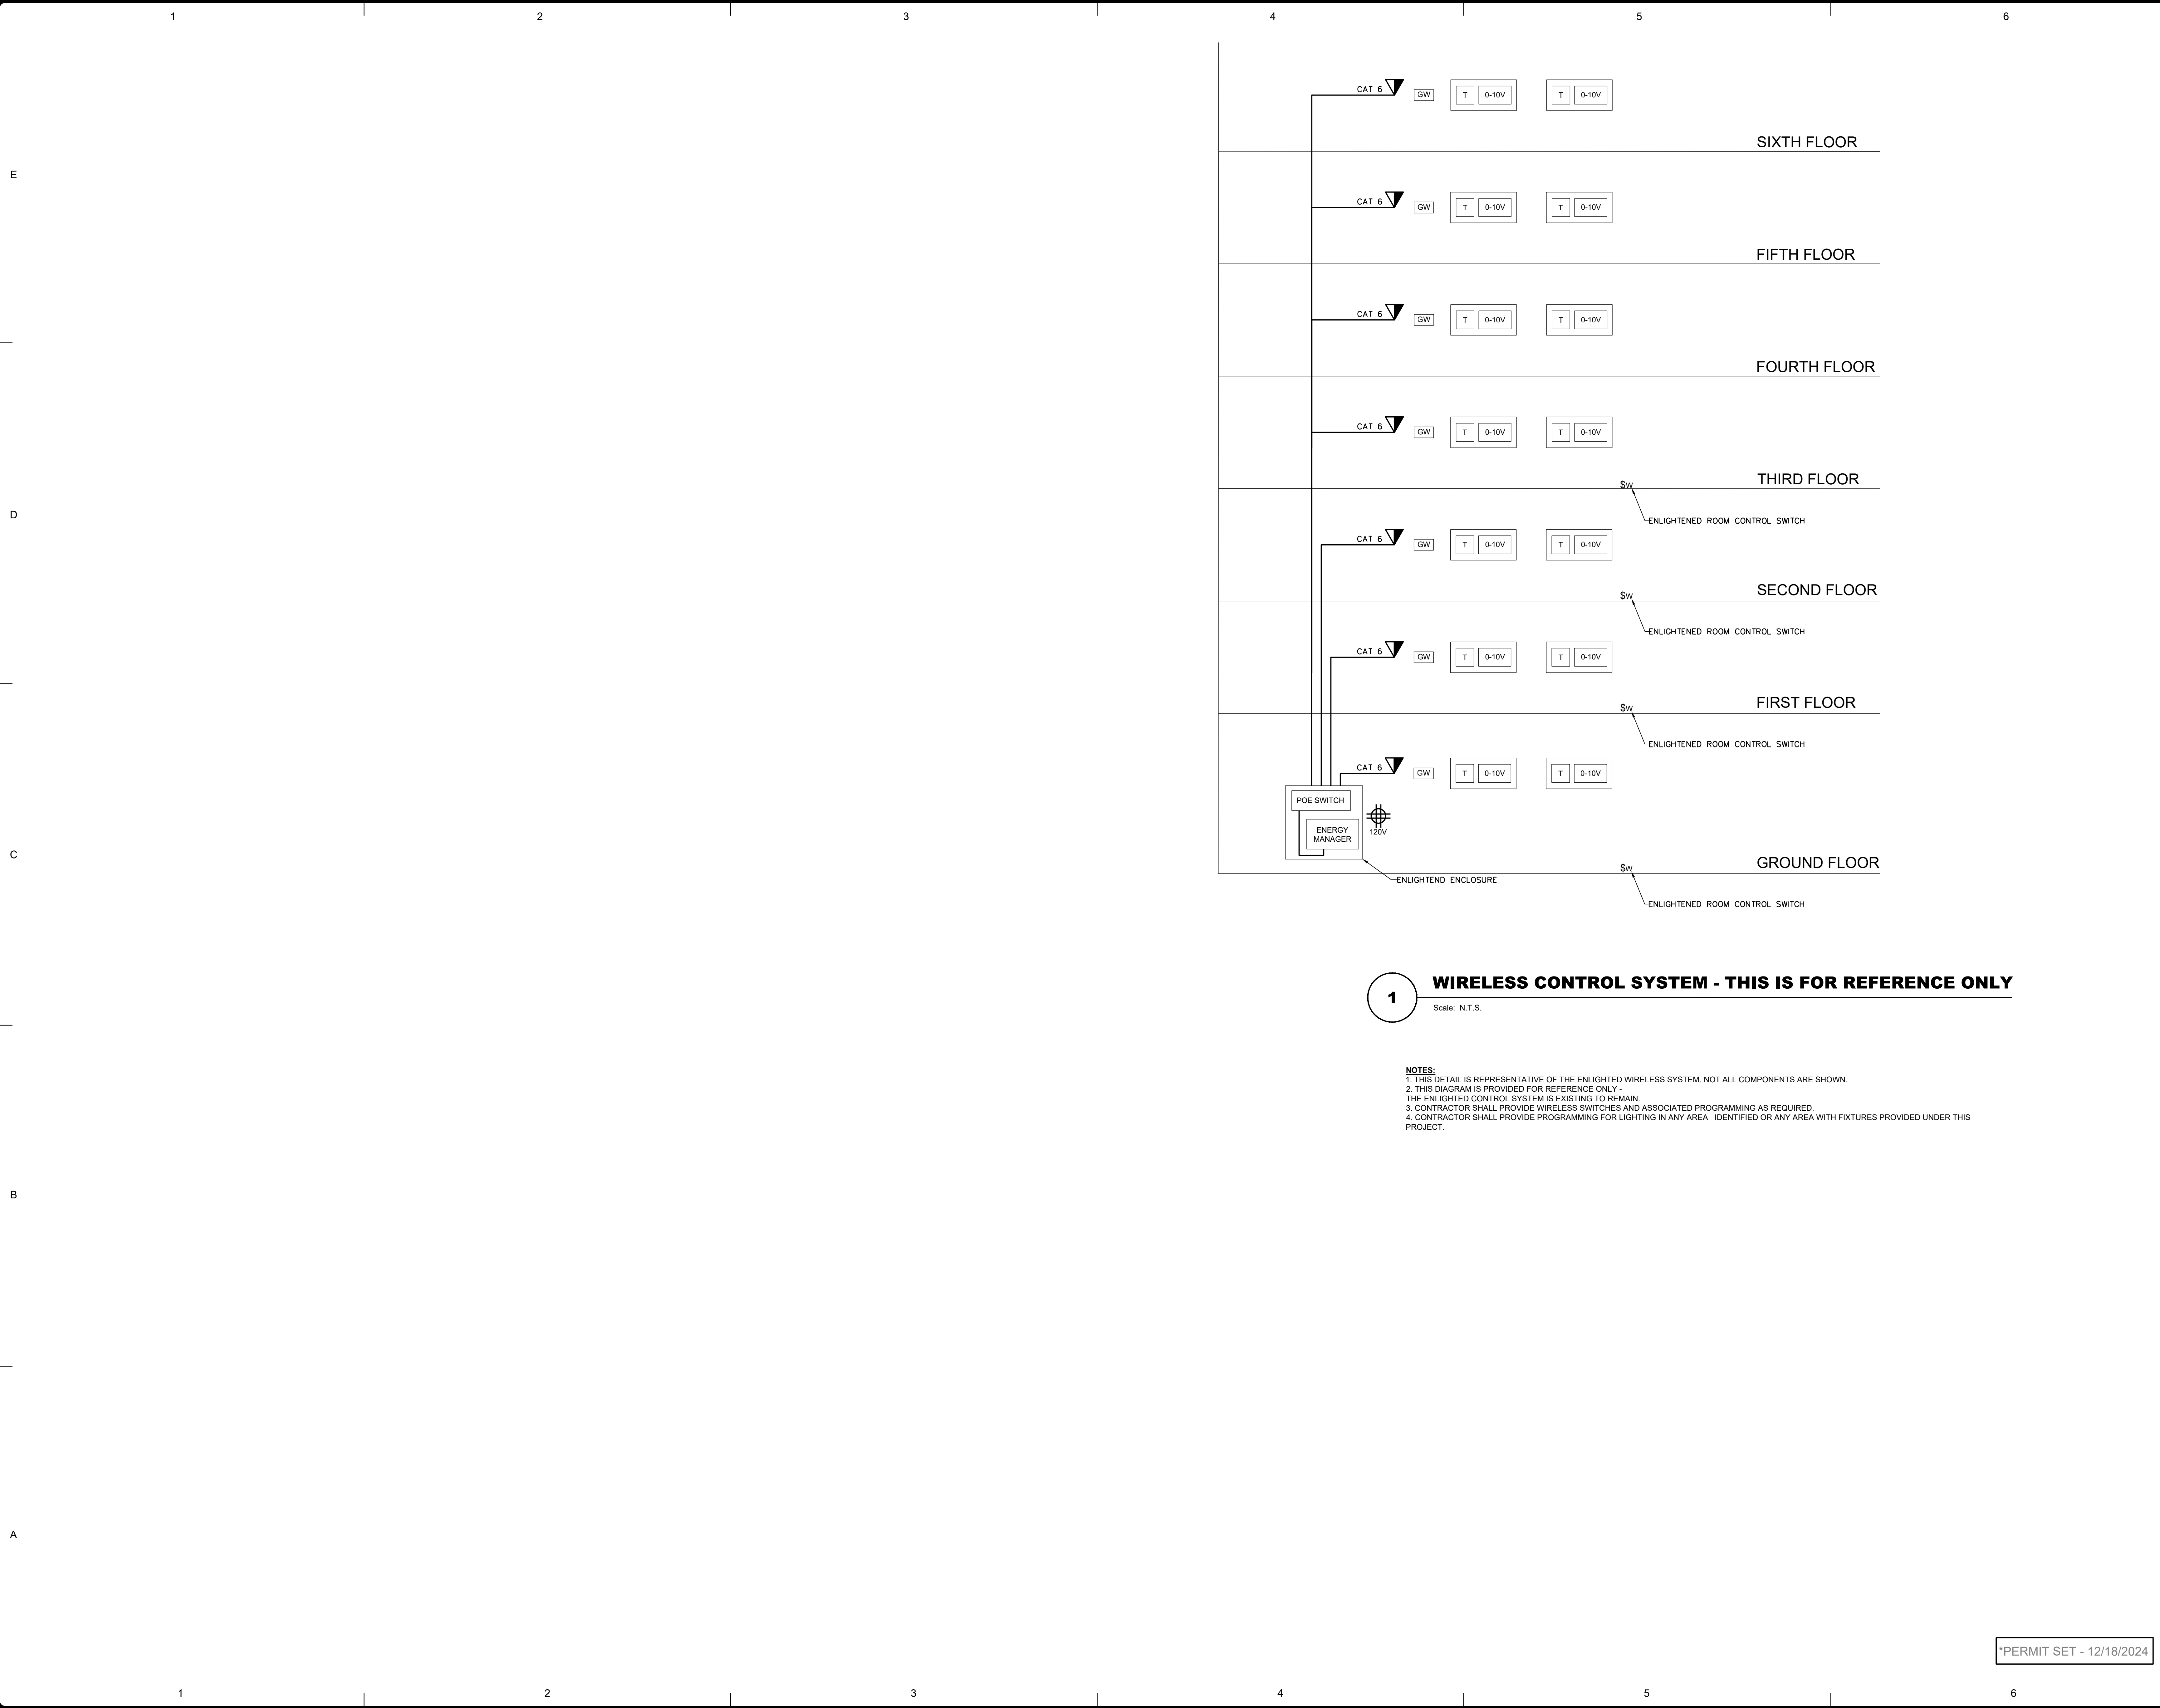 1 2 3 4 5 6
CAT 6 GW T 0-10V T 0-10V
SIXTH FLOOR
E
CAT 6 GW T 0-10V T 0-10V
FIFTH FLOOR
CAT 6 GW T 0-10V T 0-10V
FOURTH FLOOR
CAT 6 GW T 0-10V T 0-10V
THIRD FLOOR
$W
D
ENLIGHTENED ROOM CONTROL SWITCH
CAT 6 GW T 0-10V T 0-10V
SECOND FLOOR
$W
ENLIGHTENED ROOM CONTROL SWITCH
CAT 6 GW T 0-10V T 0-10V
FIRST FLOOR
$W
ENLIGHTENED ROOM CONTROL SWITCH
CAT 6 GW T 0-10V T 0-10V
POE SWITCH
ENERGY
MANAGER
120V
C
GROUND FLOOR
$W
ENLIGHTEND ENCLOSURE
ENLIGHTENED ROOM CONTROL SWITCH
1
WIRELESS CONTROL SYSTEM - THIS IS FOR REFERENCE ONLY
Scale: N.T.S.
NOTES:
1. THIS DETAIL IS REPRESENTATIVE OF THE ENLIGHTED WIRELESS SYSTEM. NOT ALL COMPONENTS ARE SHOWN.
2. THIS DIAGRAM IS PROVIDED FOR REFERENCE ONLY -
THE ENLIGHTED CONTROL SYSTEM IS EXISTING TO REMAIN.
3. CONTRACTOR SHALL PROVIDE WIRELESS SWITCHES AND ASSOCIATED PROGRAMMING AS REQUIRED.
4. CONTRACTOR SHALL PROVIDE PROGRAMMING FOR LIGHTING IN ANY AREA IDENTIFIED OR ANY AREA WITH FIXTURES PROVIDED UNDER THIS
PROJECT.
B
A
*PERMIT SET - 12/18/2024
1 2 3 4 5 6